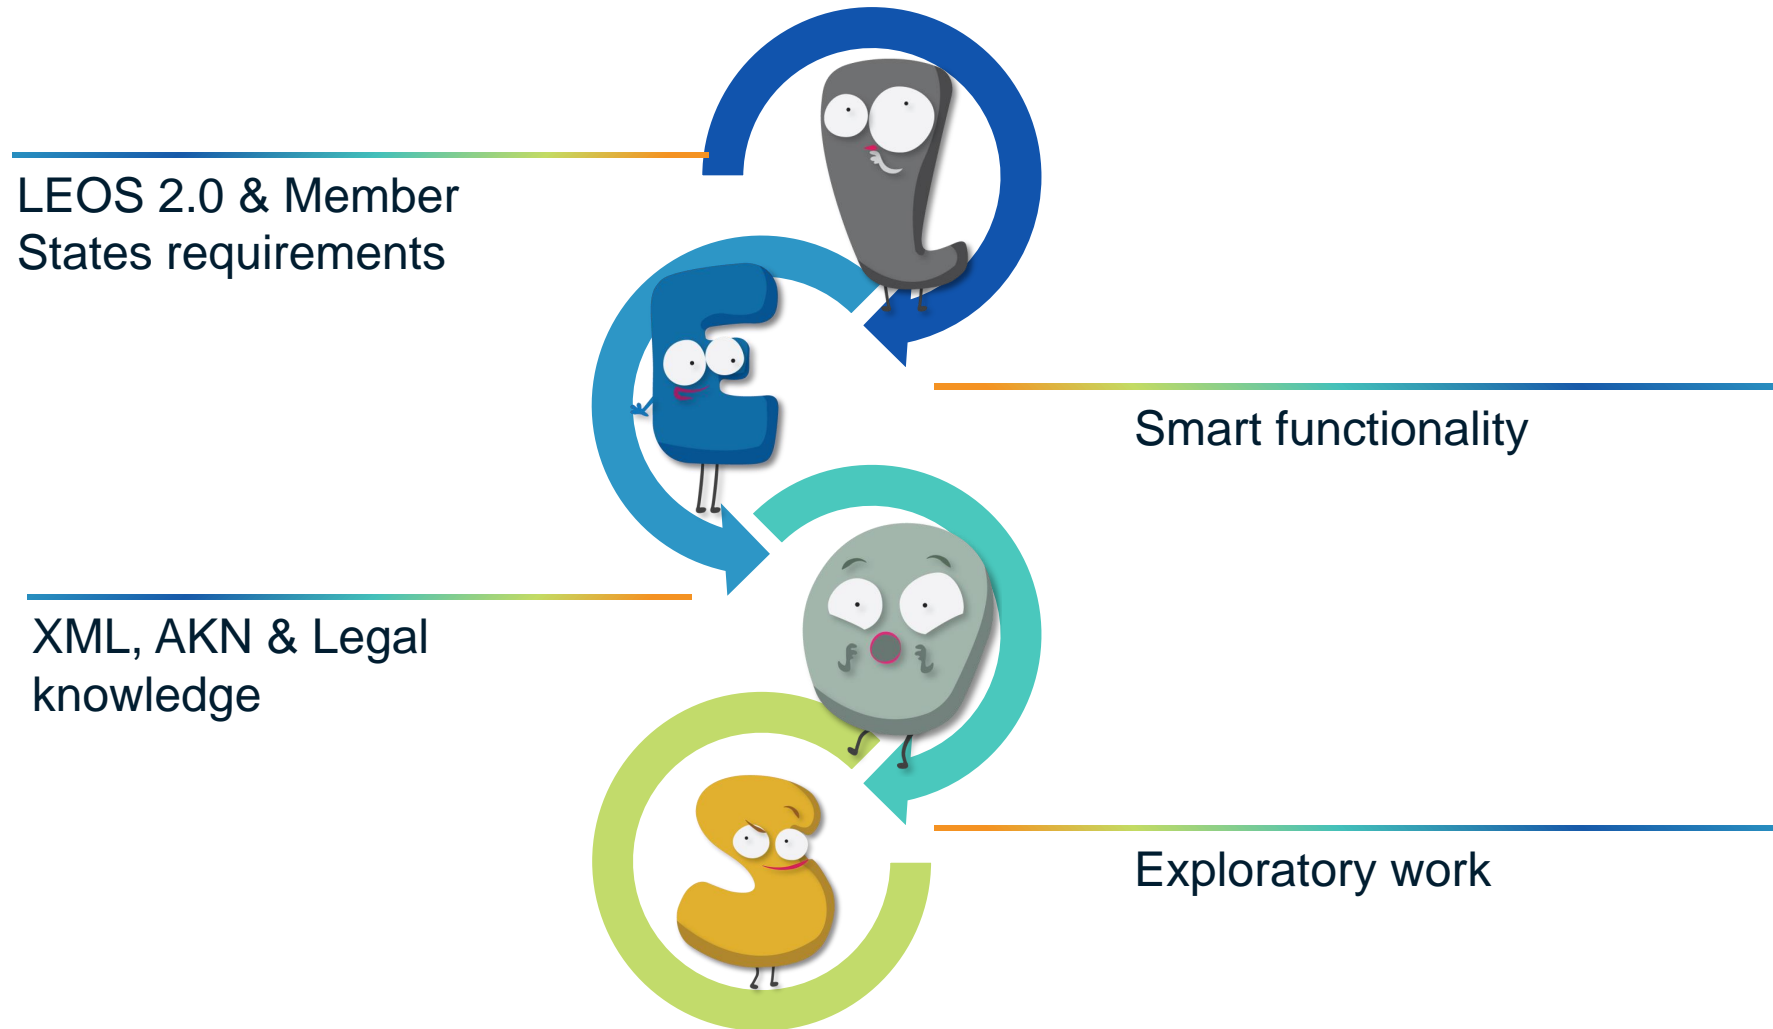 L
LEOS 2.0 & Member
States requirements
E
Smart functionality
O
XML, AKN & Legal
knowledge
S
Exploratory work